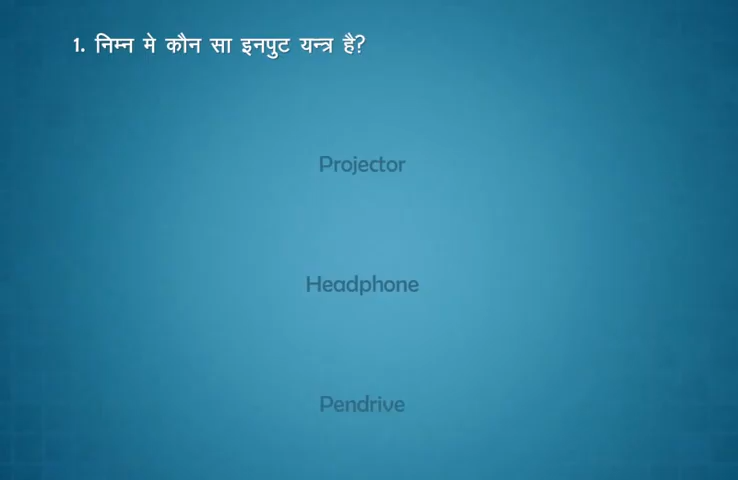 1. निम्न मे कौन सा इनपुट यन्त्र है?
Projector
Headphone
Pendrive